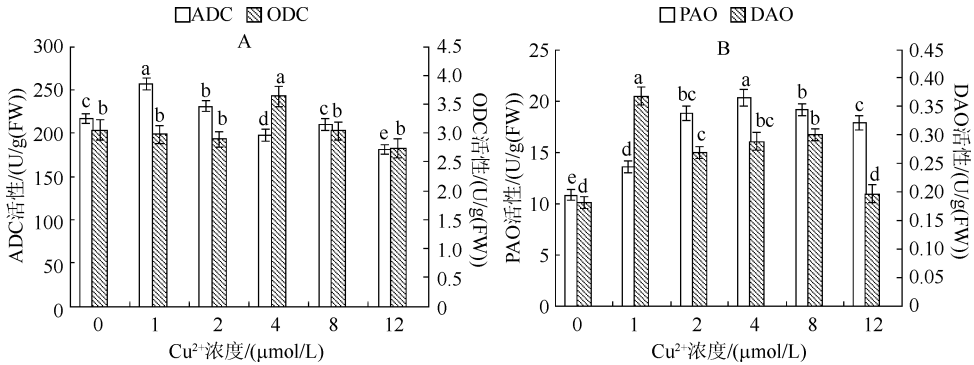 ADC ODC
A
300
250
200
150
100
50
0
ADC活性/(U/g(FW))
4.5
4.0
3.5
3.0
2.5
2.0
1.5
1.0
0.5
0
ODC活性/(U/g(FW))
c b a b b b d a c b e b
0 1 2 4 8 12
Cu²⁺浓度/(μmol/L)
PAO DAO
B
25
20
15
10
5
0
PAO活性/(U/g(FW))
0.45
0.40
0.35
0.30
0.25
0.20
0.15
0.10
0.05
0
DAO活性/(U/g(FW))
e d d a bc c a bc b b c d
0 1 2 4 8 12
Cu²⁺浓度/(μmol/L)